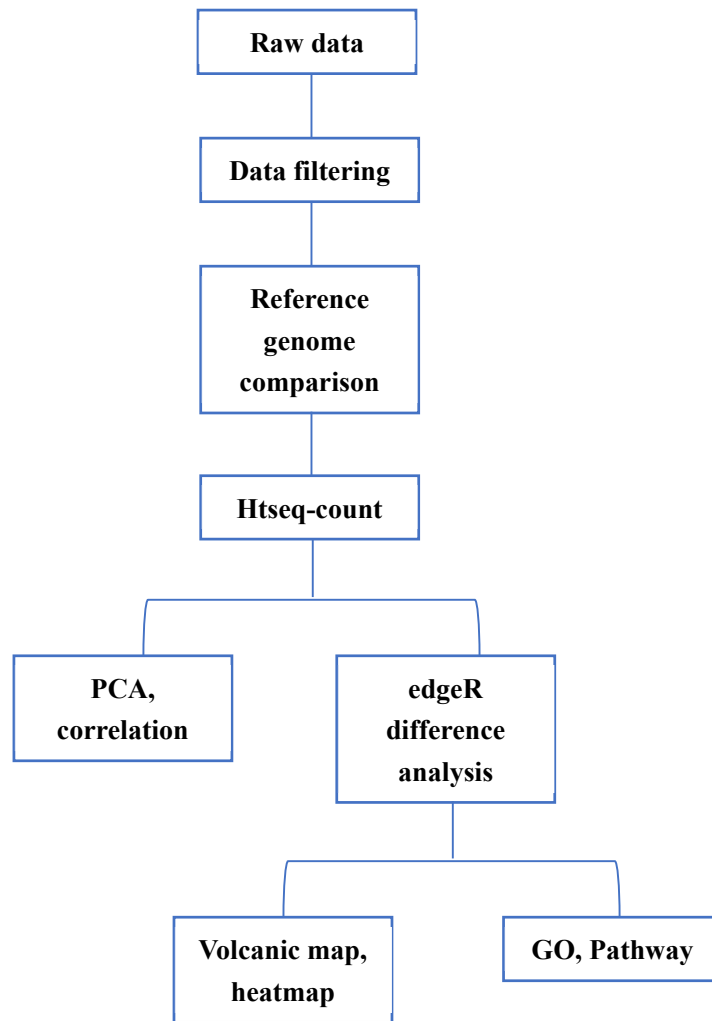 Raw data
Data filtering
Reference
genome
comparison
Htseq-count
PCA,
correlation
edgeR
difference
analysis
Volcanic map,
heatmap
GO, Pathway